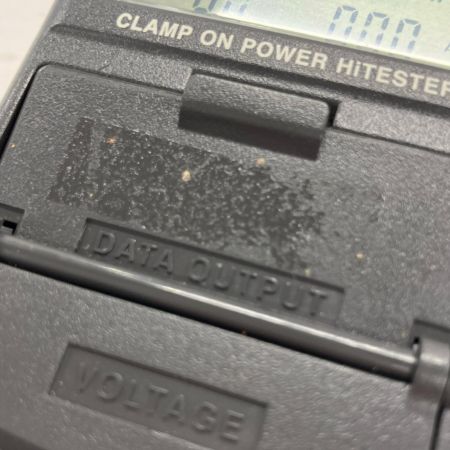 CLAMP ON POWER HiTESTER
DATA OUTPUT
VOLTAGE